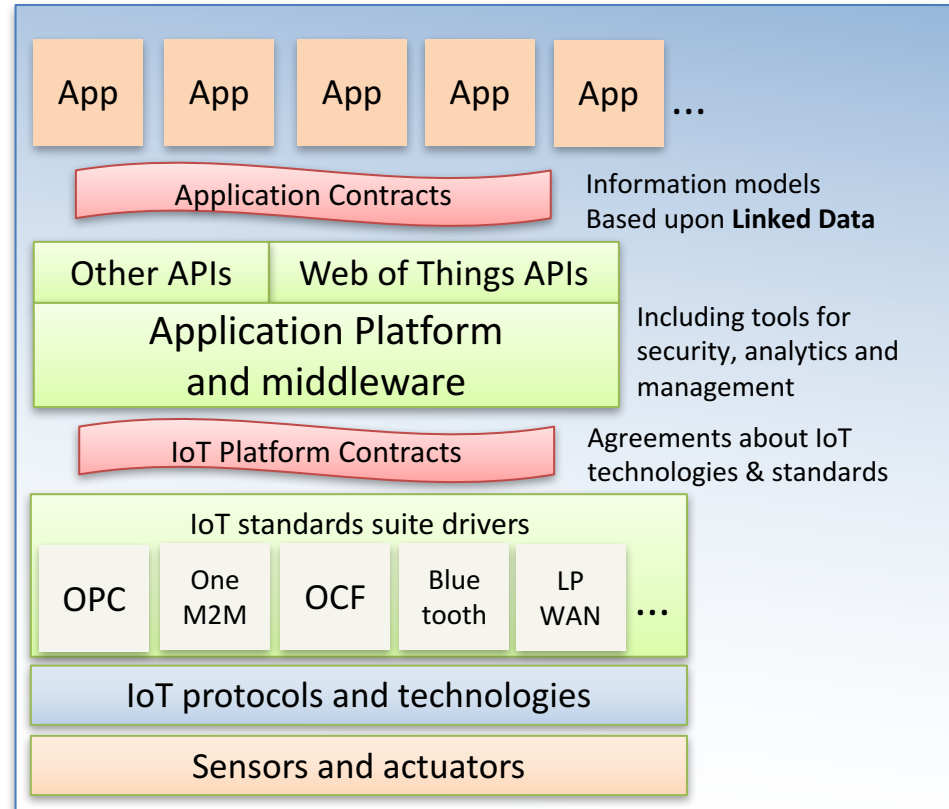 App App App App App ...
Application Contracts
Information models
Based upon Linked Data
Other APIs
Web of Things APIs
Application Platform
and middleware
Including tools for
security, analytics and
management
IoT Platform Contracts
Agreements about IoT
technologies & standards
IoT standards suite drivers
OPC
One
M2M
OCF
Blue
tooth
LP
WAN
...
IoT protocols and technologies
Sensors and actuators